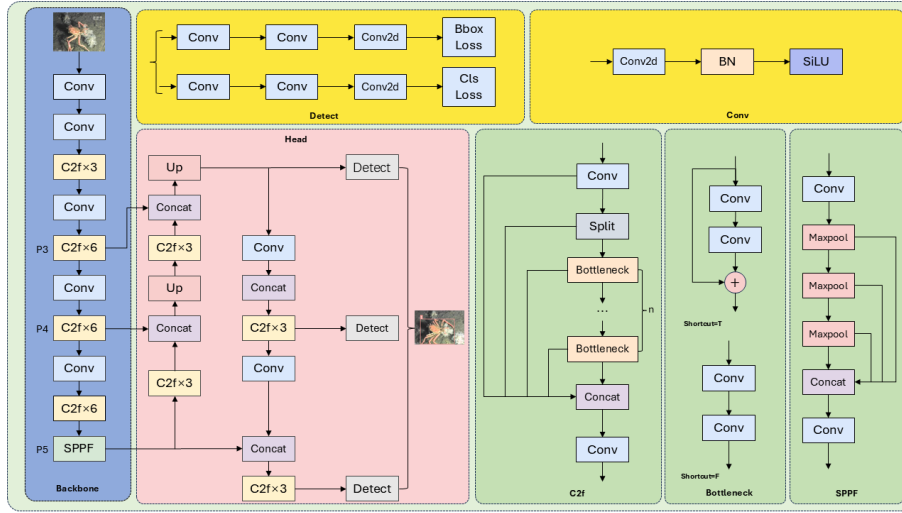 Conv
Conv
C2f×3
Conv
P3
C2f×6
Conv
P4
C2f×6
Conv
C2f×6
P5
SPPF
Backbone
Conv
Conv
Conv2d
Bbox
Loss
Conv
Conv
Conv2d
Cls
Loss
Detect
Conv2d
BN
SiLU
Conv
Head
Up
Concat
C2f×3
Up
Concat
C2f×3
Conv
Concat
C2f×3
Conv
Concat
C2f×3
Detect
Detect
Detect
Conv
Split
Bottleneck
...
n
Bottleneck
Concat
Conv
C2f
Conv
Conv
+
Shortcut=T
Conv
Conv
Shortcut=F
Bottleneck
Conv
Maxpool
Maxpool
Maxpool
Concat
Conv
SPPF